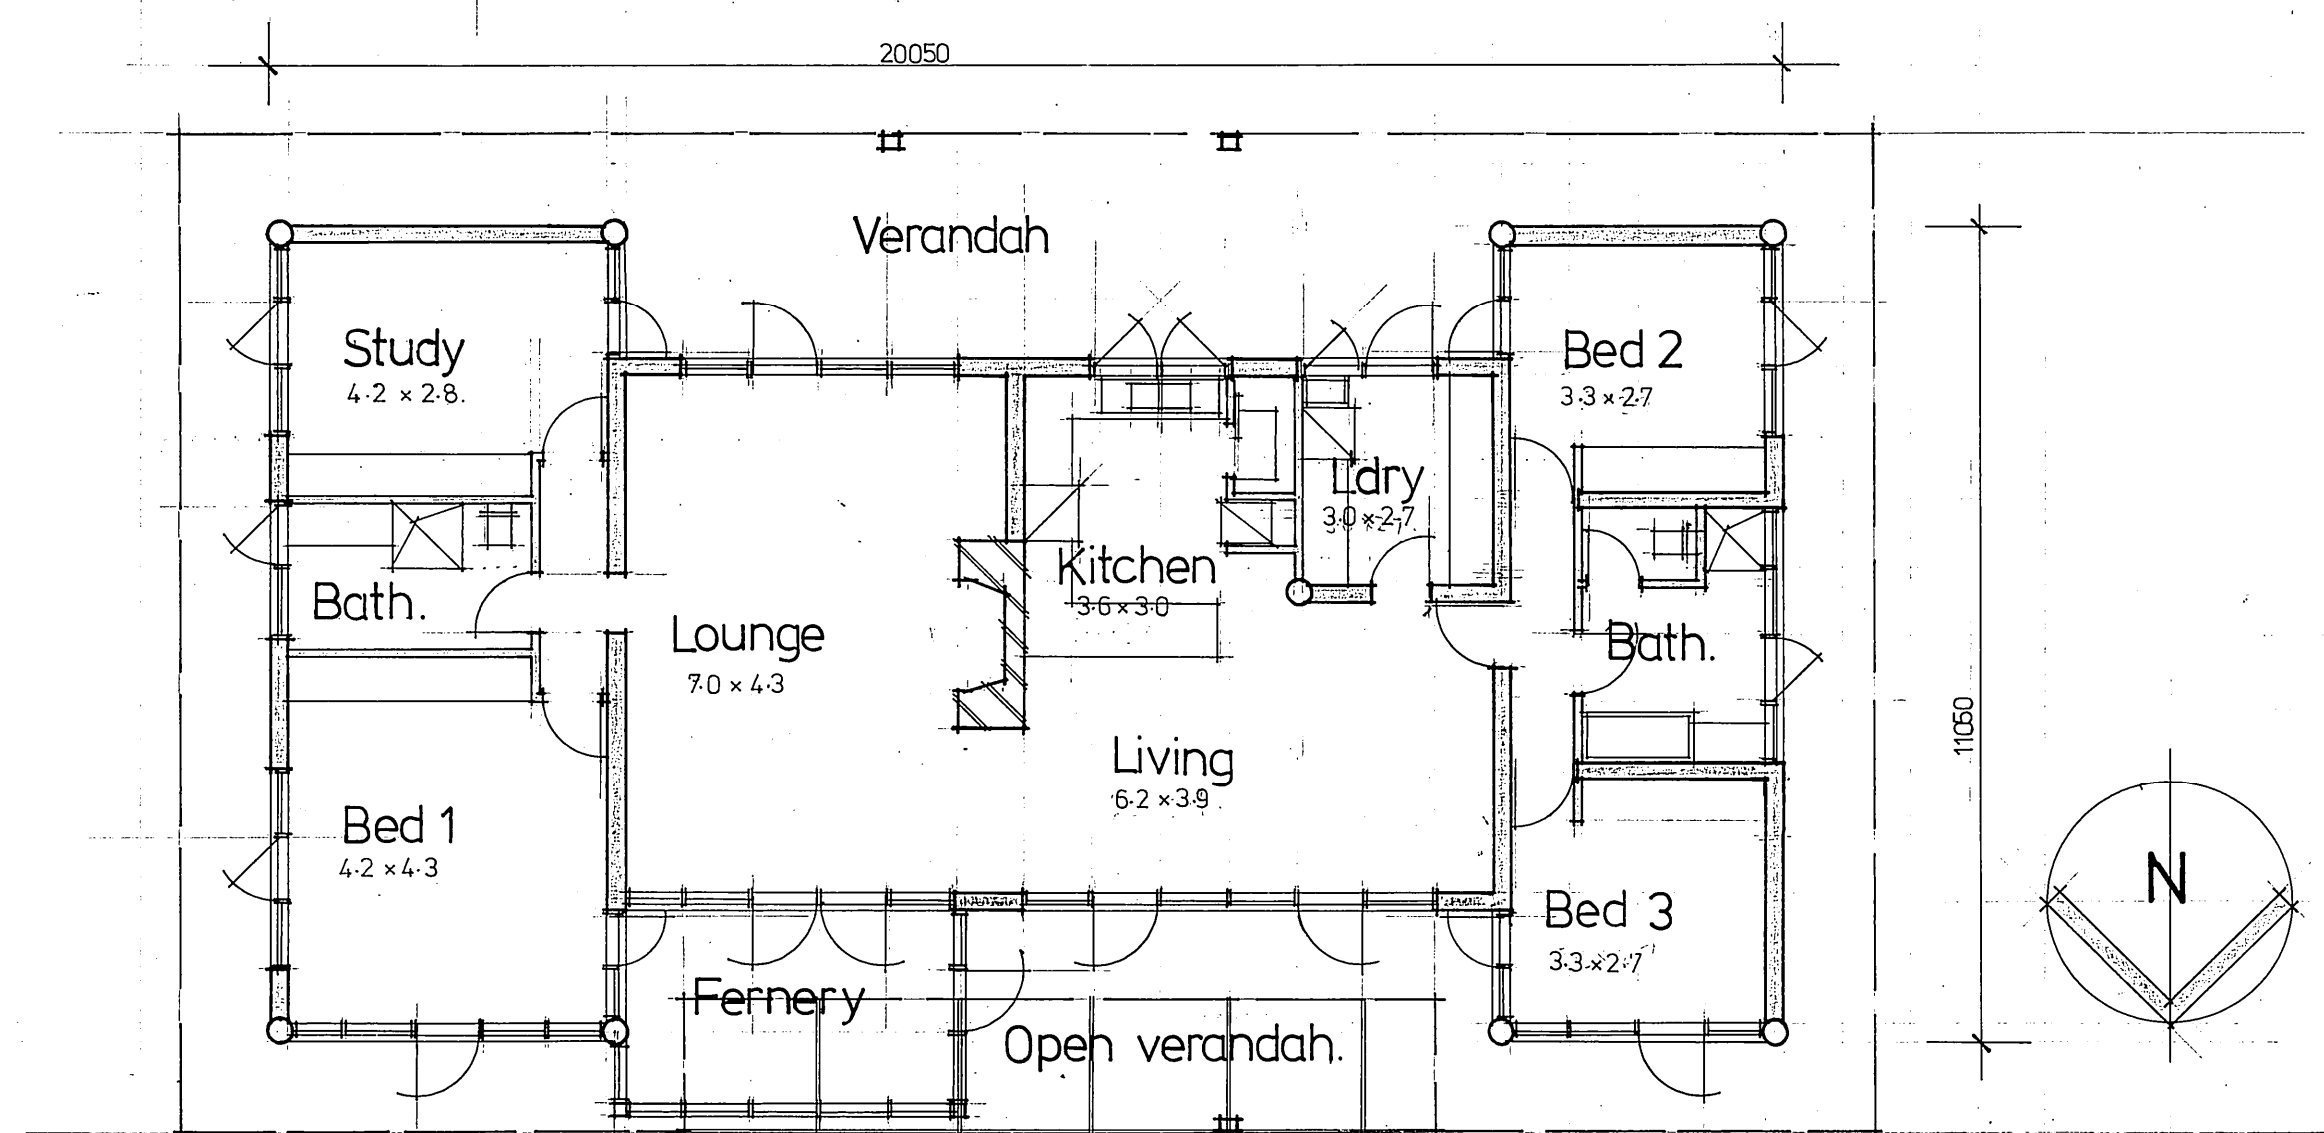 20050
Verandah
Study
4.2 x 2.8.
Bed 2
3.3 x 2.7
Ldry
3.0 x 2.7
Kitchen
3.6 x 3.0
Bath.
Lounge
7.0 x 4.3
Bath.
Living
6.2 x 3.9
11050
Bed 1
4.2 x 4.3
N
Bed 3
3.3 x 2.7
Fernery
Open verandah.